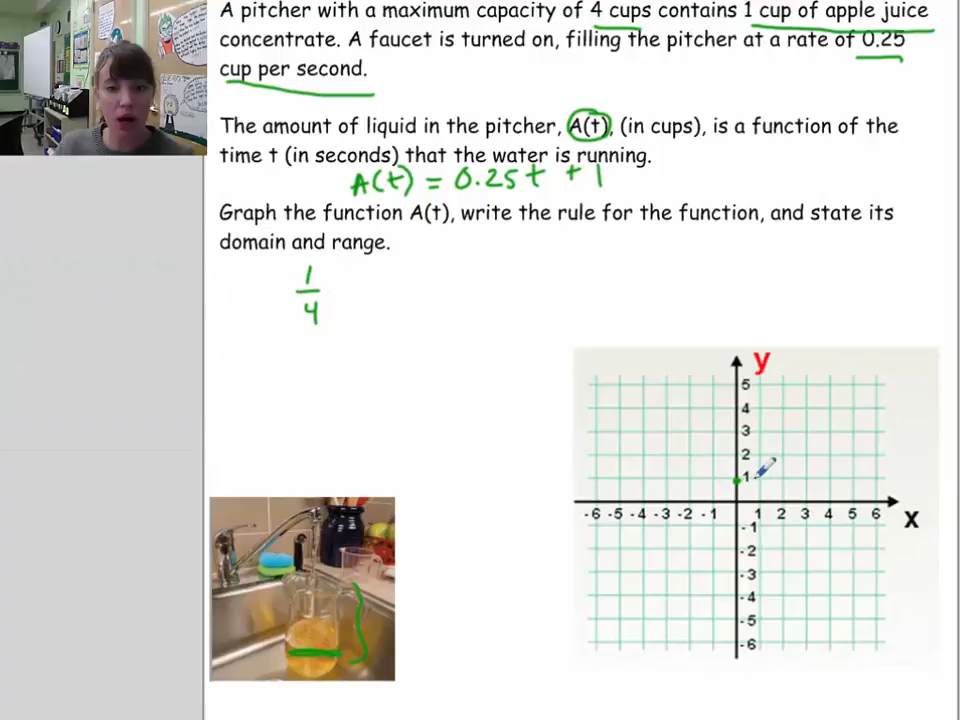 A pitcher with a maximum capacity of 4 cups contains 1 cup of apple juice
concentrate. A faucet is turned on, filling the pitcher at a rate of 0.25
cup per second.
The amount of liquid in the pitcher, A(t), (in cups), is a function of the
time t (in seconds) that the water is running.
A(t) = 0.25t + 1
Graph the function A(t), write the rule for the function, and state its
domain and range.
1
4
y
5
4
3
2
1
-6 -5 -4 -3 -2 -1 1 2 3 4 5 6 x
-1
-2
-3
-4
-5
-6